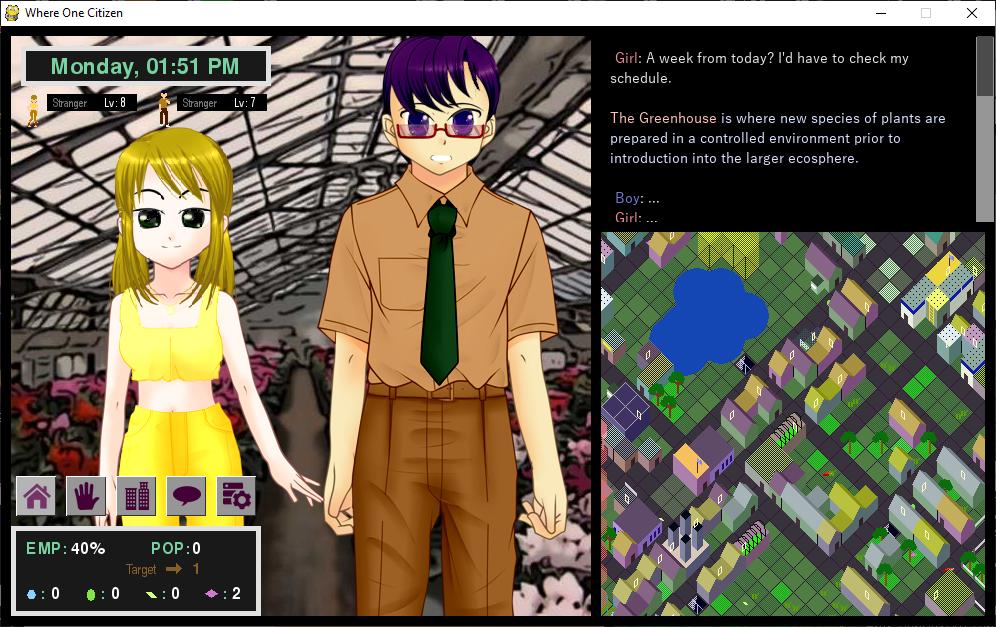 Where One Citizen
Monday, 01:51 PM
Stranger Lv: 8
Stranger Lv: 7
Girl: A week from today? I'd have to check my
schedule.
The Greenhouse is where new species of plants are
prepared in a controlled environment prior to
introduction into the larger ecosphere.
Boy: ...
Girl: ...
EMP: 40% POP: 0
Target 1
: 0 : 0 : 0 : 2